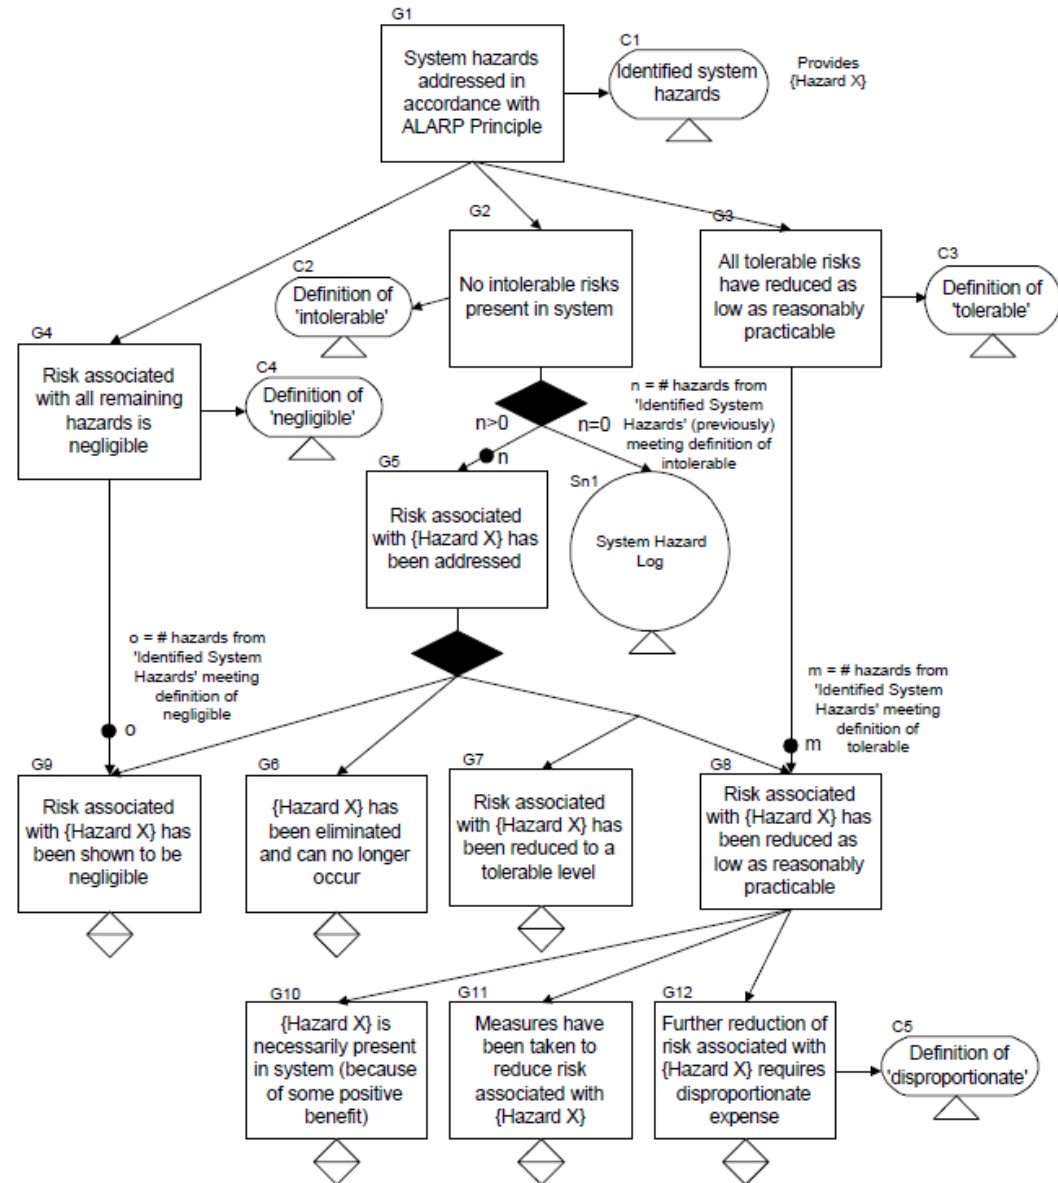 G1
System hazards
addressed in
accordance with
ALARP Principle
C1
Identified system
hazards
Provides
{Hazard X}
G2
No intolerable risks
present in system
C2
Definition of
'intolerable'
G3
All tolerable risks
have reduced as
low as reasonably
practicable
C3
Definition of
'tolerable'
G4
Risk associated
with all remaining
hazards is
negligible
C4
Definition of
'negligible'
n>0
n=0
n = # hazards from
'Identified System
Hazards' (previously)
meeting definition of
intolerable
n
G5
Risk associated
with {Hazard X} has
been addressed
Sn1
System Hazard
Log
o = # hazards from
'Identified System
Hazards' meeting
definition of
negligible
o
m = # hazards from
'Identified System
Hazards' meeting
definition of
tolerable
m
G9
Risk associated
with {Hazard X} has
been shown to be
negligible
G6
{Hazard X} has
been eliminated
and can no longer
occur
G7
Risk associated
with {Hazard X} has
been reduced to a
tolerable level
G8
Risk associated
with {Hazard X} has
been reduced as
low as reasonably
practicable
G10
{Hazard X} is
necessarily present
in system (because
of some positive
benefit)
G11
Measures have
been taken to
reduce risk
associated with
{Hazard X}
G12
Further reduction of
risk associated with
{Hazard X} requires
disproportionate
expense
C5
Definition of
'disproportionate'